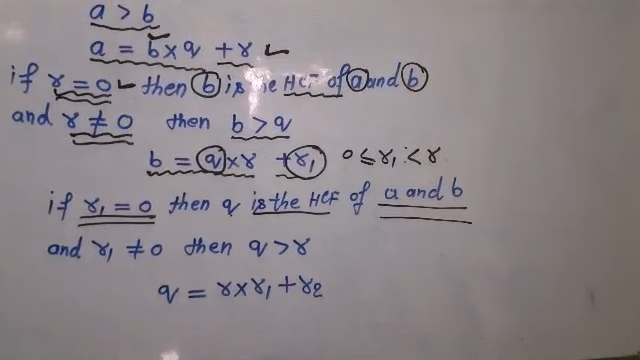 a > b
a = b × q + r
if r = 0 then b is the HCF of a and b
and r ≠ 0 then b > q
b = q × r + r₁ 0 ≤ r₁ < r
if r₁ = 0 then q is the HCF of a and b
and r₁ ≠ 0 then q > r
q = r × r₁ + r₂